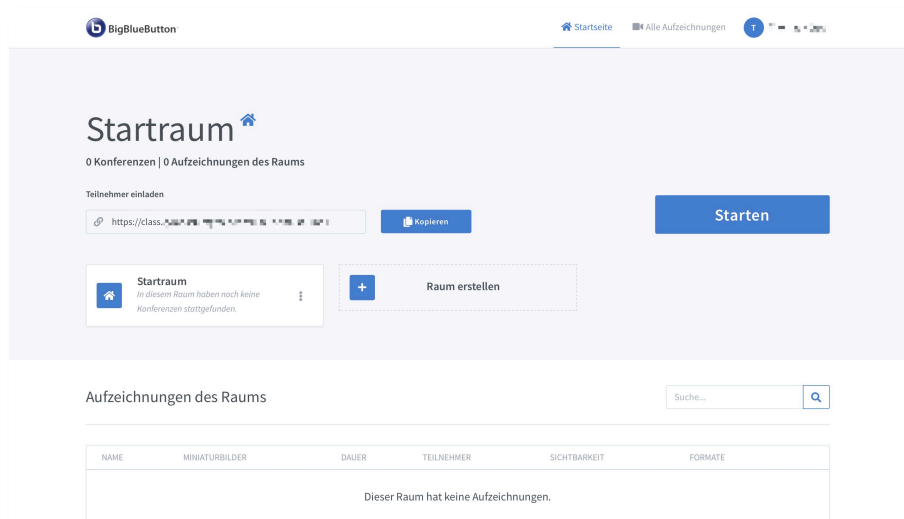 BigBlueButton
Startseite
Alle Aufzeichnungen
T
Startraum
0 Konferenzen | 0 Aufzeichnungen des Raums
Teilnehmer einladen
https://class.
Kopieren
Starten
Startraum
In diesem Raum haben noch keine
Konferenzen stattgefunden.
Raum erstellen
Aufzeichnungen des Raums
Suche...
NAME MINIATURBILDER DAUER TEILNEHMER SICHTBARKEIT FORMATE
Dieser Raum hat keine Aufzeichnungen.